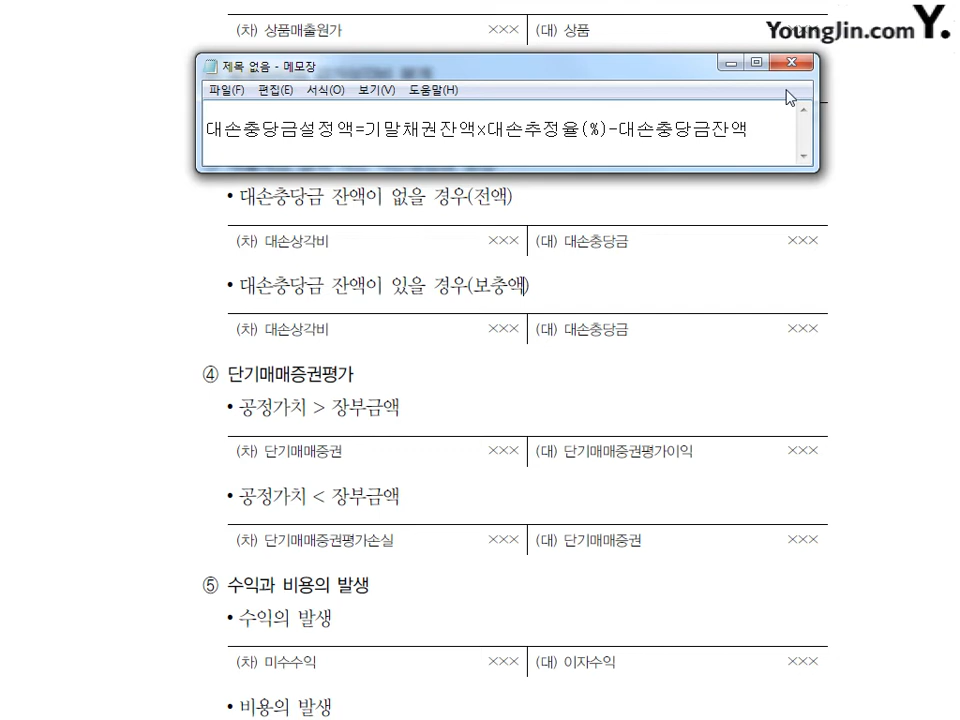 (차) 상품매출원가 ××× (대) 상품
YoungJin.com Y.
제목 없음 - 메모장
파일(F) 편집(E) 서식(O) 보기(V) 도움말(H)
대손충당금설정액=기말채권잔액x대손추정율(%)-대손충당금잔액
• 대손충당금 잔액이 없을 경우(전액)
(차) 대손상각비 ××× (대) 대손충당금 ×××
• 대손충당금 잔액이 있을 경우(보충액)
(차) 대손상각비 ××× (대) 대손충당금 ×××
④ 단기매매증권평가
• 공정가치 > 장부금액
(차) 단기매매증권 ××× (대) 단기매매증권평가이익 ×××
• 공정가치 < 장부금액
(차) 단기매매증권평가손실 ××× (대) 단기매매증권 ×××
⑤ 수익과 비용의 발생
• 수익의 발생
(차) 미수수익 ××× (대) 이자수익 ×××
• 비용의 발생